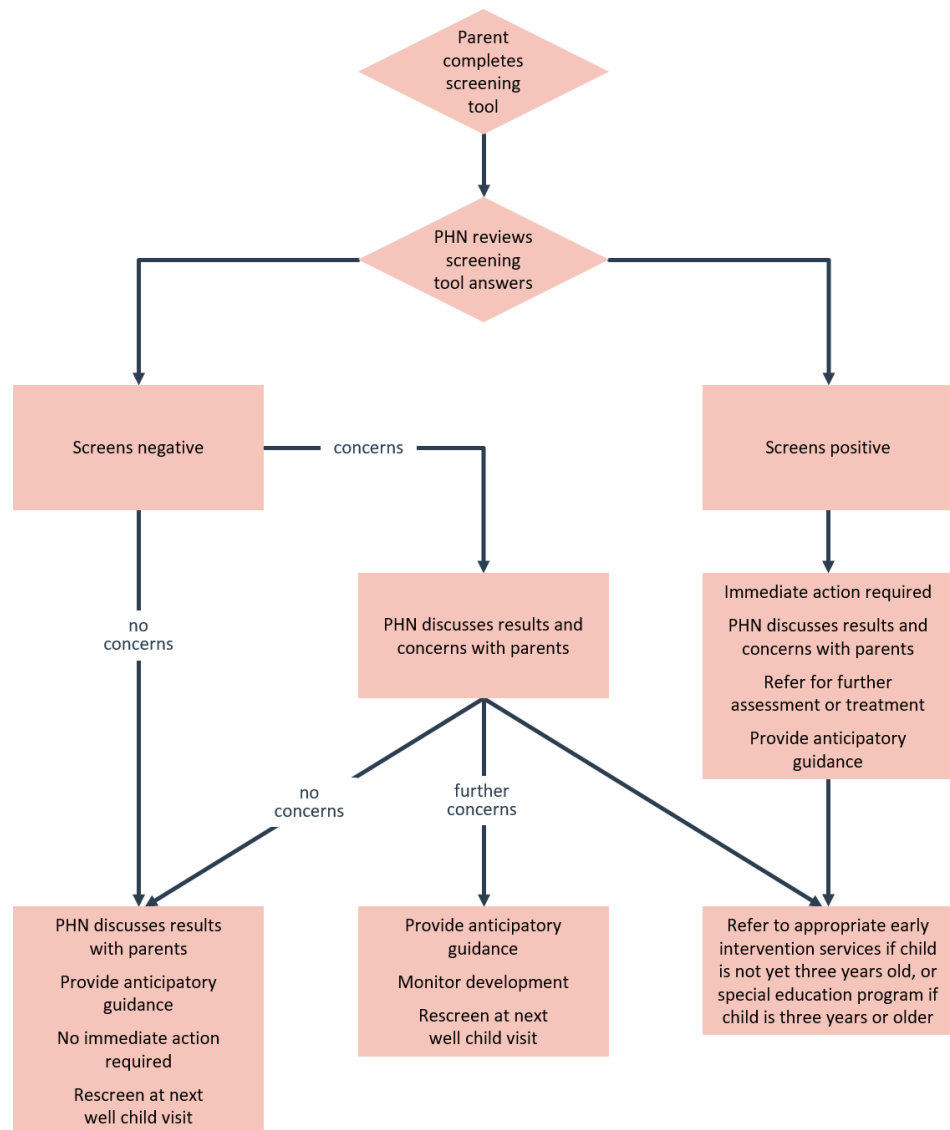 Parent
completes
screening
tool
PHN reviews
screening
tool answers
Screens negative
concerns
Screens positive
no
concerns
PHN discusses results and
concerns with parents
Immediate action required
PHN discusses results and
concerns with parents
Refer for further
assessment or treatment
Provide anticipatory
guidance
no
concerns
further
concerns
PHN discusses results
with parents
Provide anticipatory
guidance
No immediate action
required
Rescreen at next
well child visit
Provide anticipatory
guidance
Monitor development
Rescreen at next
well child visit
Refer to appropriate early
intervention services if child
is not yet three years old, or
special education program if
child is three years or older